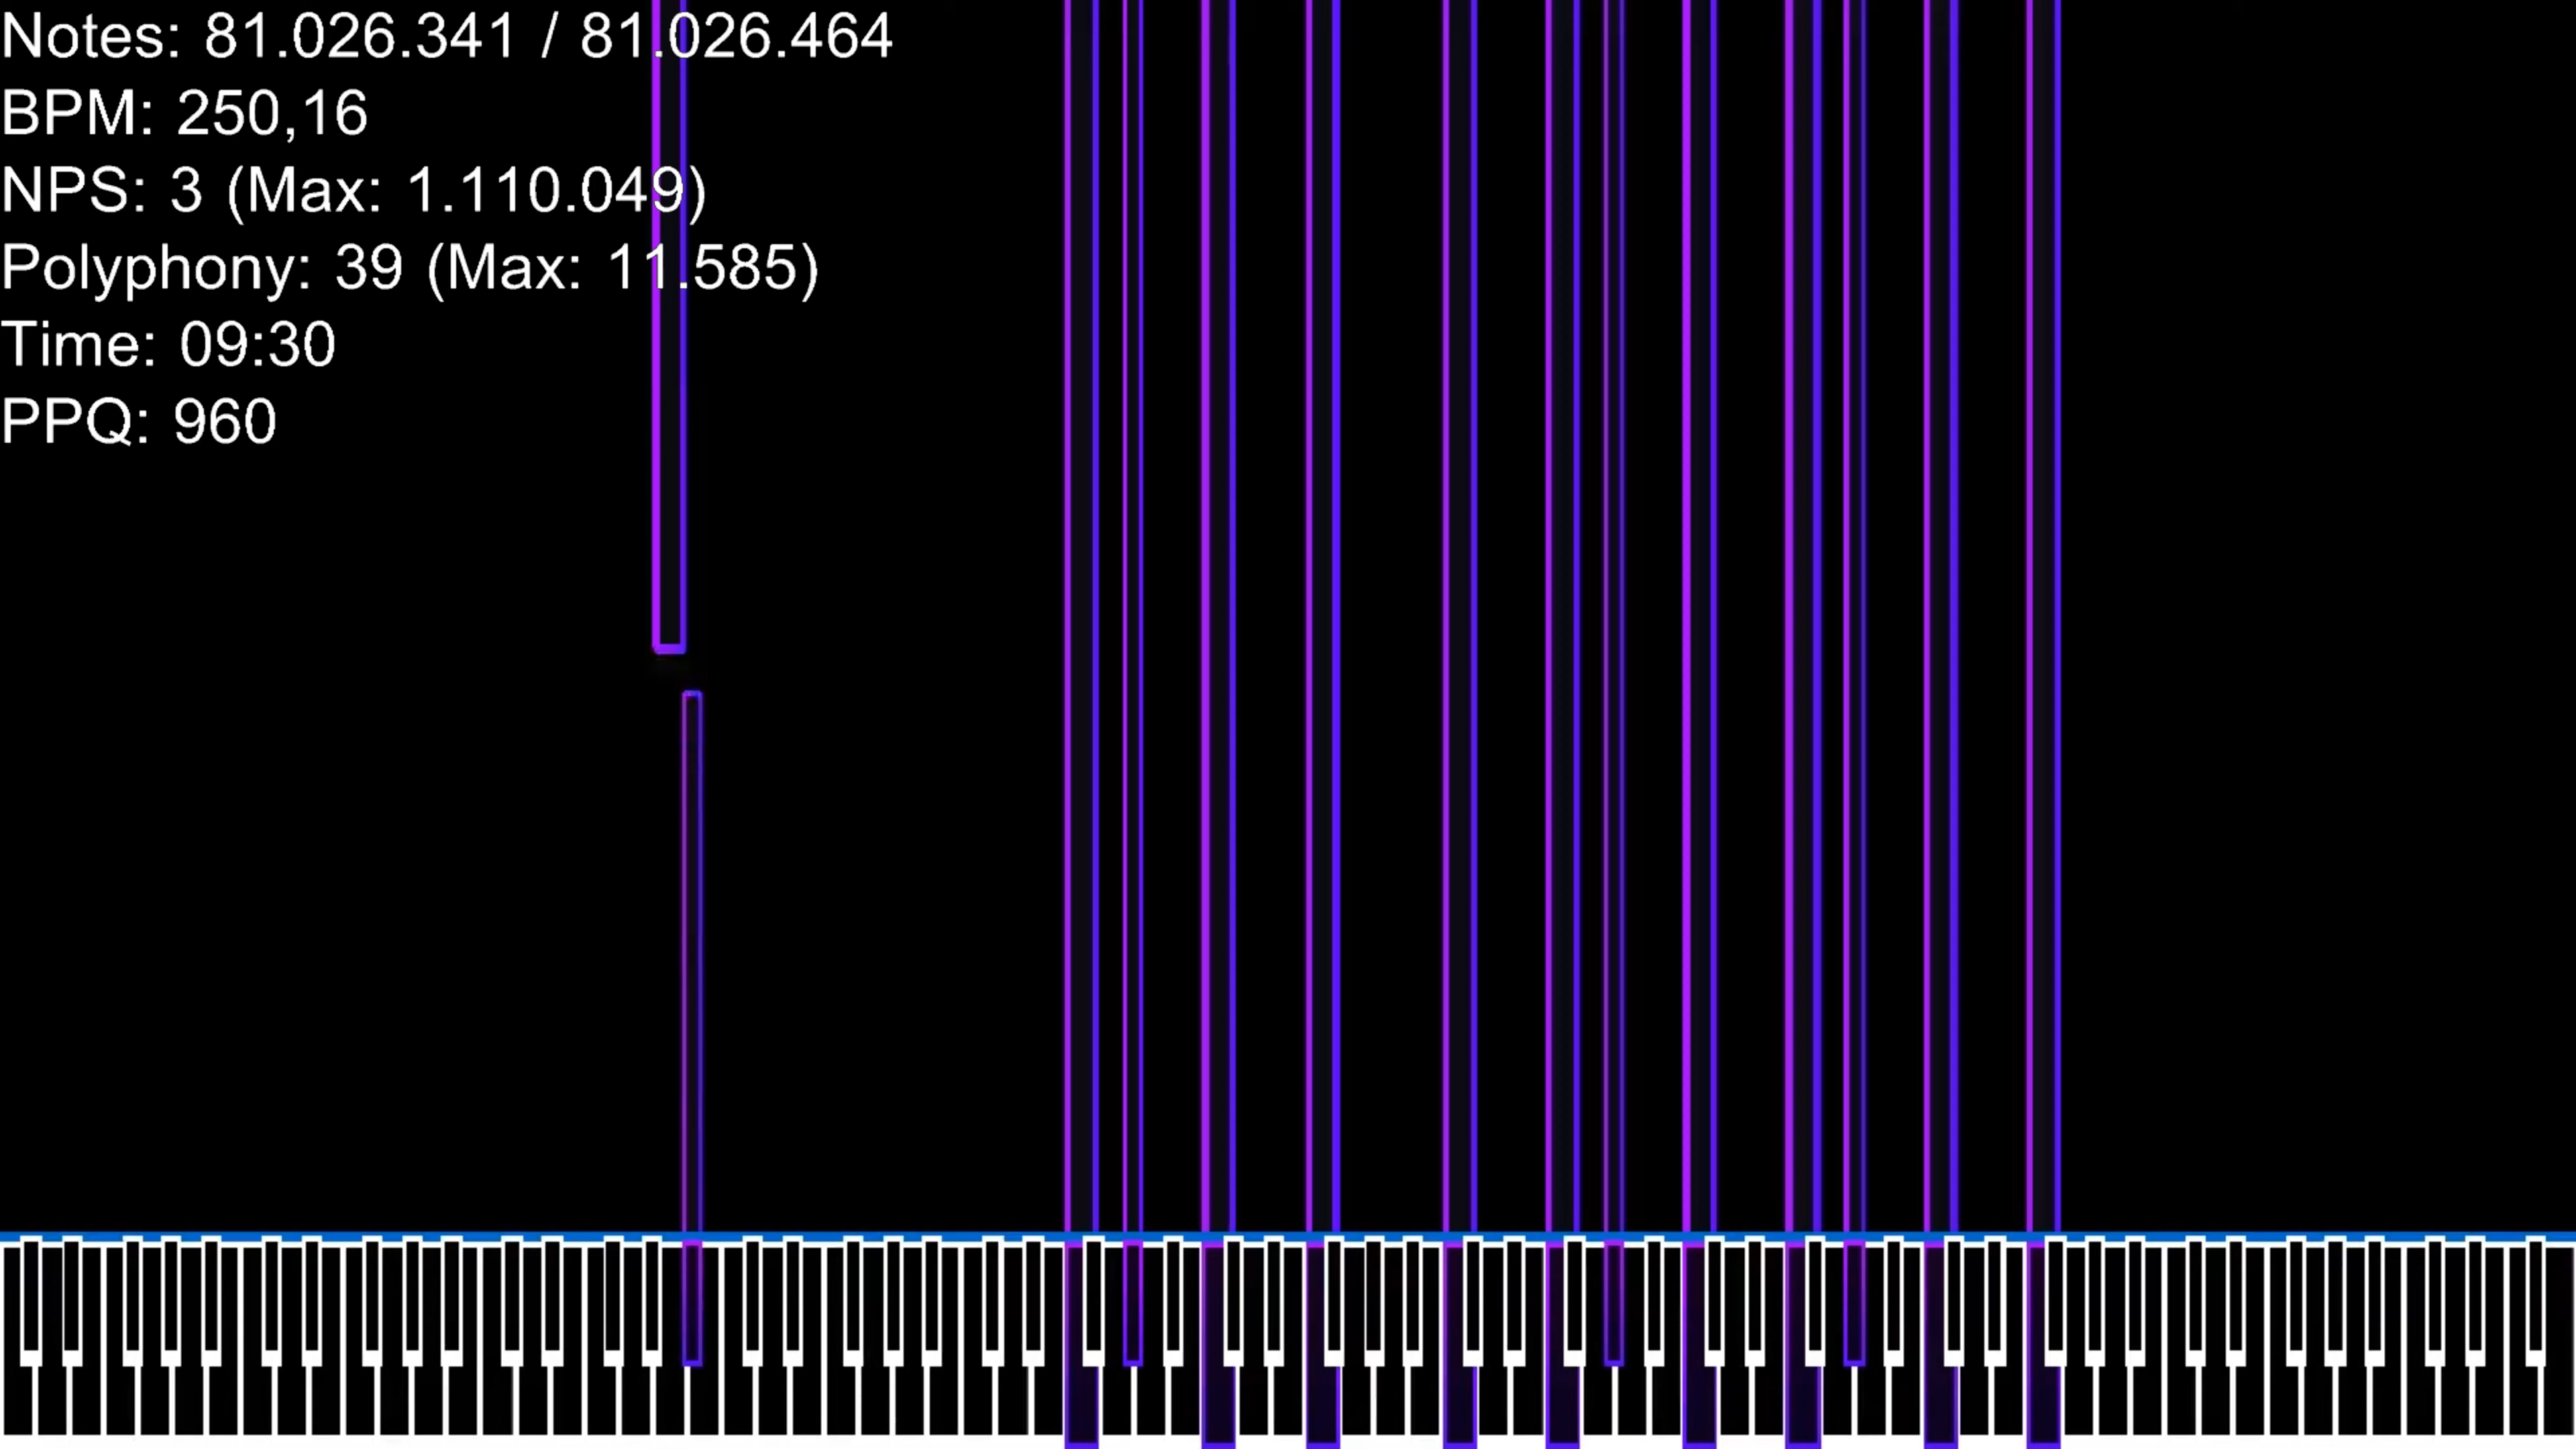 Notes: 81.026.341 / 81.026.464
BPM: 250,16
NPS: 3 (Max: 1.110.049)
Polyphony: 39 (Max: 11.585)
Time: 09:30
PPQ: 960